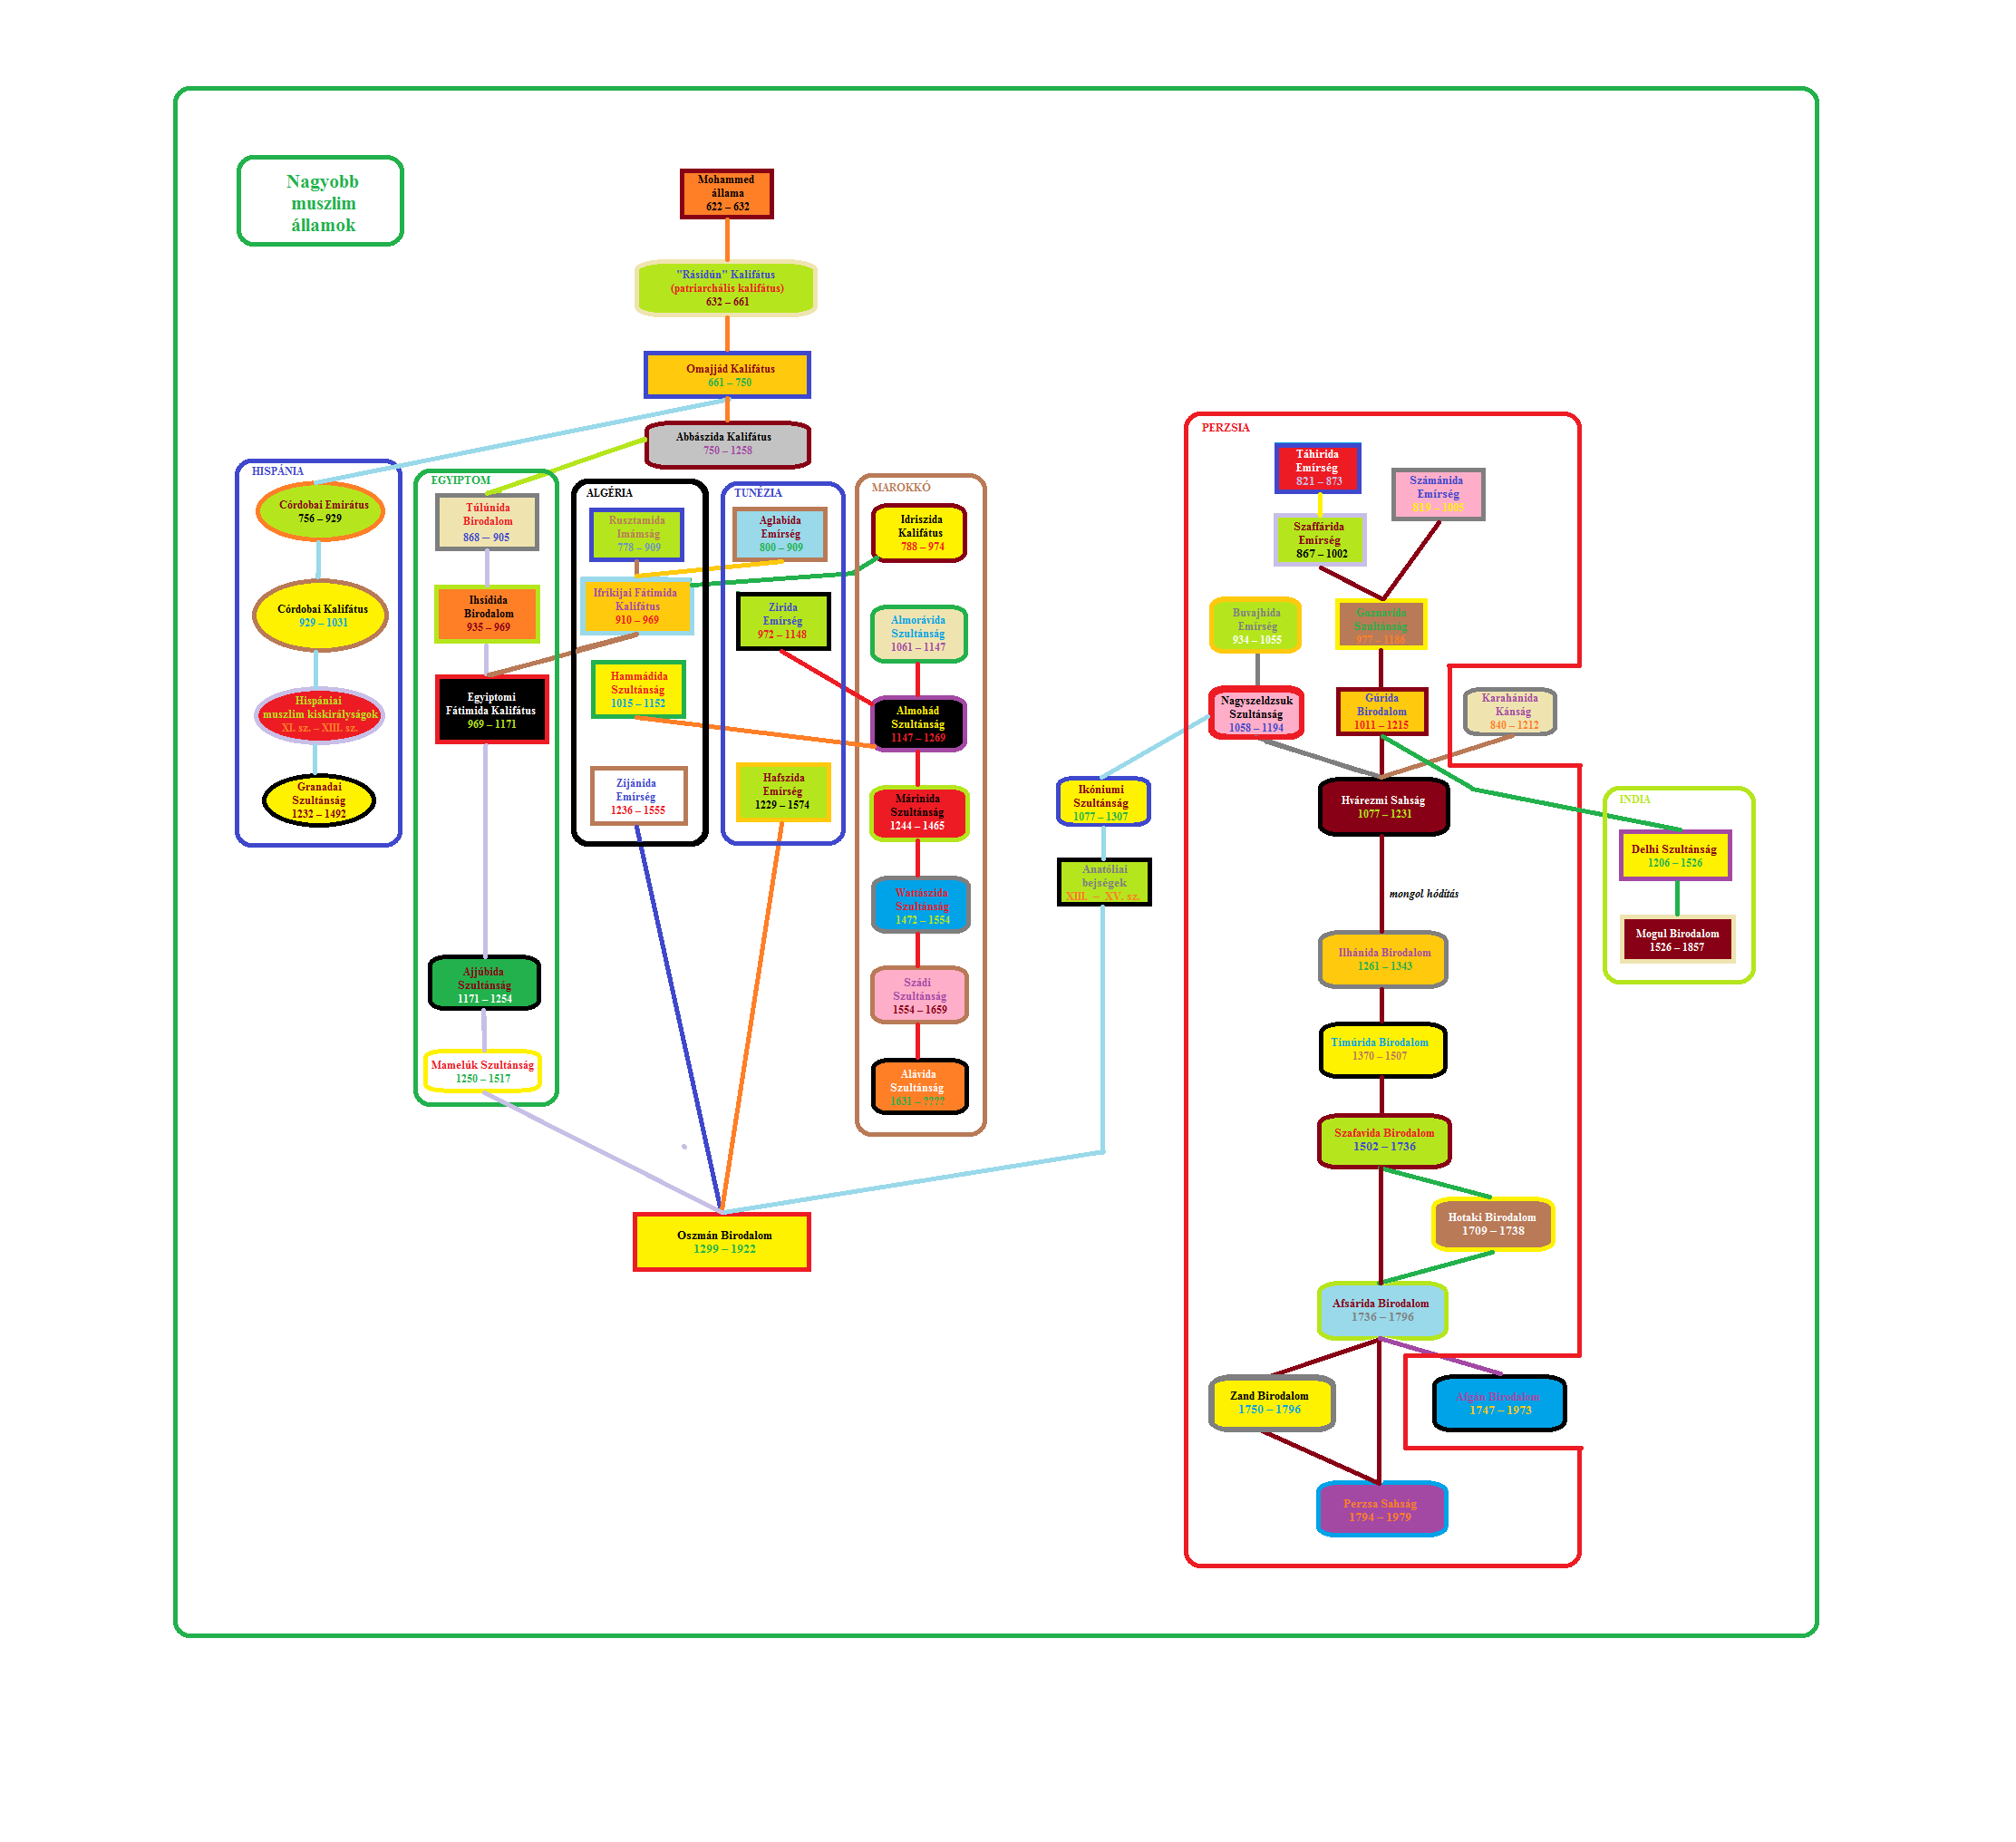 Nagyobb
muszlim
államok
Mohammed
állama
622 – 632
"Rásidún" Kalifátus
(patriarchális kalifátus)
632 – 661
Omajjád Kalifátus
661 – 750
Abbászida Kalifátus
750 – 1258
HISPÁNIA
Córdobai Emirátus
756 – 929
Córdobai Kalifátus
929 – 1031
Hispániai
muszlim kiskirályságok
XI. sz. – XIII. sz.
Granadai
Szultánság
1232 – 1492
EGYIPTOM
Túlúnida
Birodalom
868 – 905
Ihsídida
Birodalom
935 – 969
Egyiptomi
Fátimida Kalifátus
969 – 1171
Ajjúbida
Szultánság
1171 – 1254
Mamelúk Szultánság
1250 – 1517
ALGÉRIA
Rusztamida
Imámság
778 – 909
Ifríkijai Fátimida
Kalifátus
910 – 969
Hammádida
Szultánság
1015 – 1152
Zijánida
Emírség
1236 – 1555
TUNÉZIA
Aglabida
Emírség
800 – 909
Zirida
Emírség
972 – 1148
Hafszida
Emírség
1229 – 1574
MAROKKÓ
Idriszida
Kalifátus
788 – 974
Almorávida
Szultánság
1061 – 1147
Almohád
Szultánság
1147 – 1269
Márinida
Szultánság
1244 – 1465
Wattászida
Szultánság
1472 – 1554
Szádi
Szultánság
1554 – 1659
Alávida
Szultánság
1631 – ????
Oszmán Birodalom
1299 – 1922
Ikóniumi
Szultánság
1077 – 1307
Anatóliai
bejségek
XIII. – XV. sz.
PERZSIA
Táhirida
Emírség
821 – 873
Számánida
Emírség
819 – 1005
Szaffárida
Emírség
867 – 1002
Buvajhida
Emírség
934 – 1055
Gaznavida
Szultánság
977 – 1186
Nagyszeldzsuk
Szultánság
1058 – 1194
Gúrida
Birodalom
1011 – 1215
Karahánida
Kánság
840 – 1212
Hvárezmi Sahság
1077 – 1231
mongol hódítás
Ilhánida Birodalom
1261 – 1343
Tímúrida Birodalom
1370 – 1507
Szafavida Birodalom
1502 – 1736
Hotaki Birodalom
1709 – 1738
Afsárida Birodalom
1736 – 1796
Zand Birodalom
1750 – 1796
Afgán Birodalom
1747 – 1973
Perzsa Sahság
1794 – 1979
INDIA
Delhi Szultánság
1206 – 1526
Mogul Birodalom
1526 – 1857